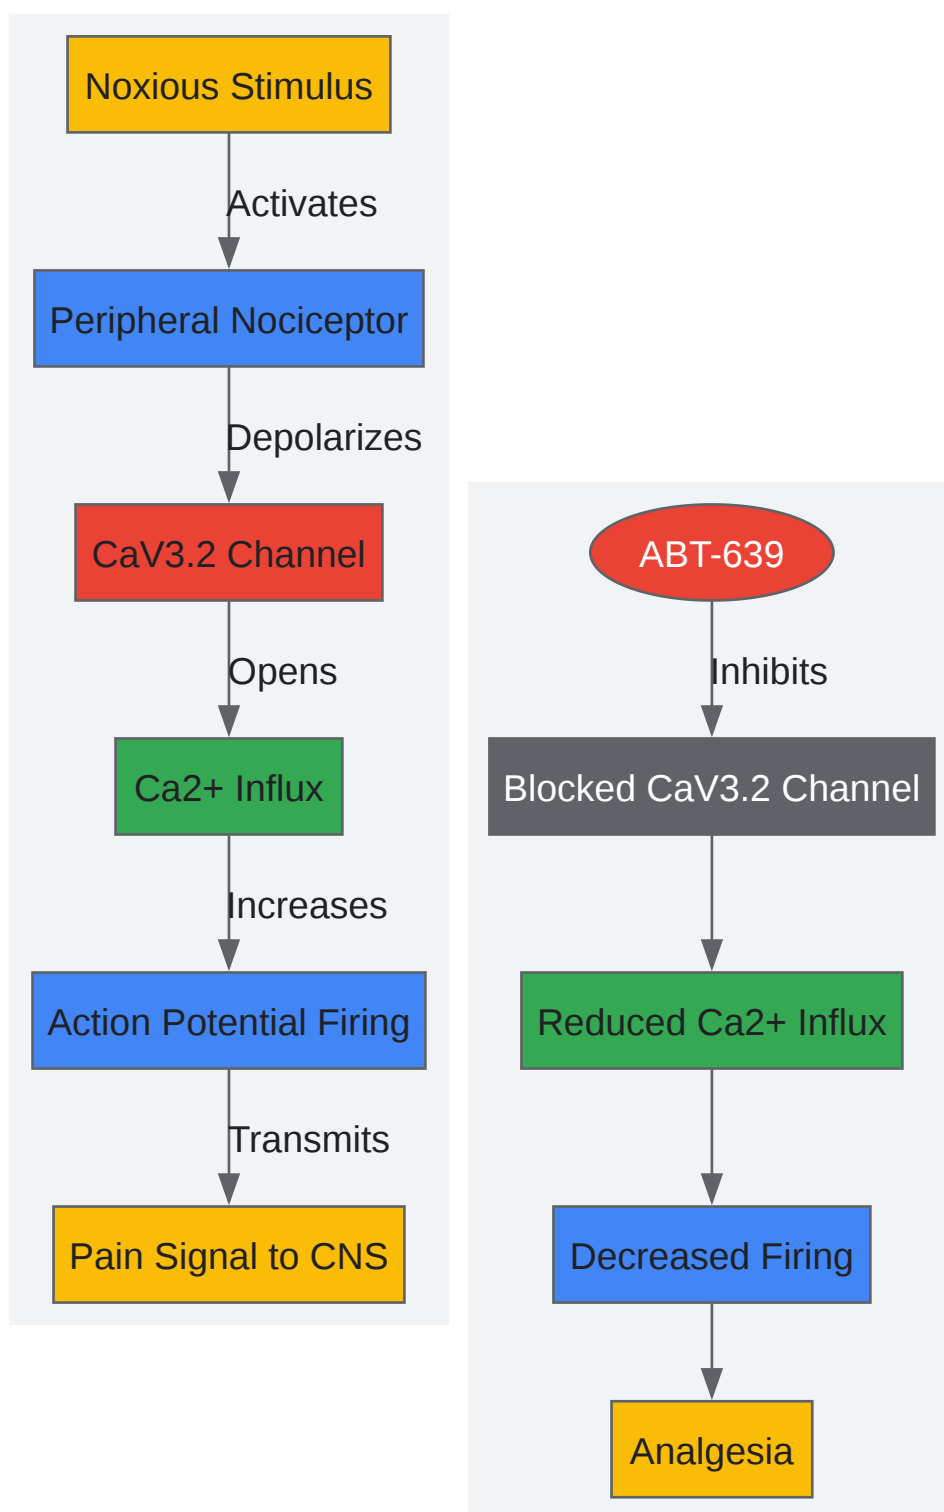 Noxious Stimulus
Activates
Peripheral Nociceptor
Depolarizes
CaV3.2 Channel
Opens
Ca2+ Influx
Increases
Action Potential Firing
Transmits
Pain Signal to CNS
ABT-639
Inhibits
Blocked CaV3.2 Channel
Reduced Ca2+ Influx
Decreased Firing
Analgesia